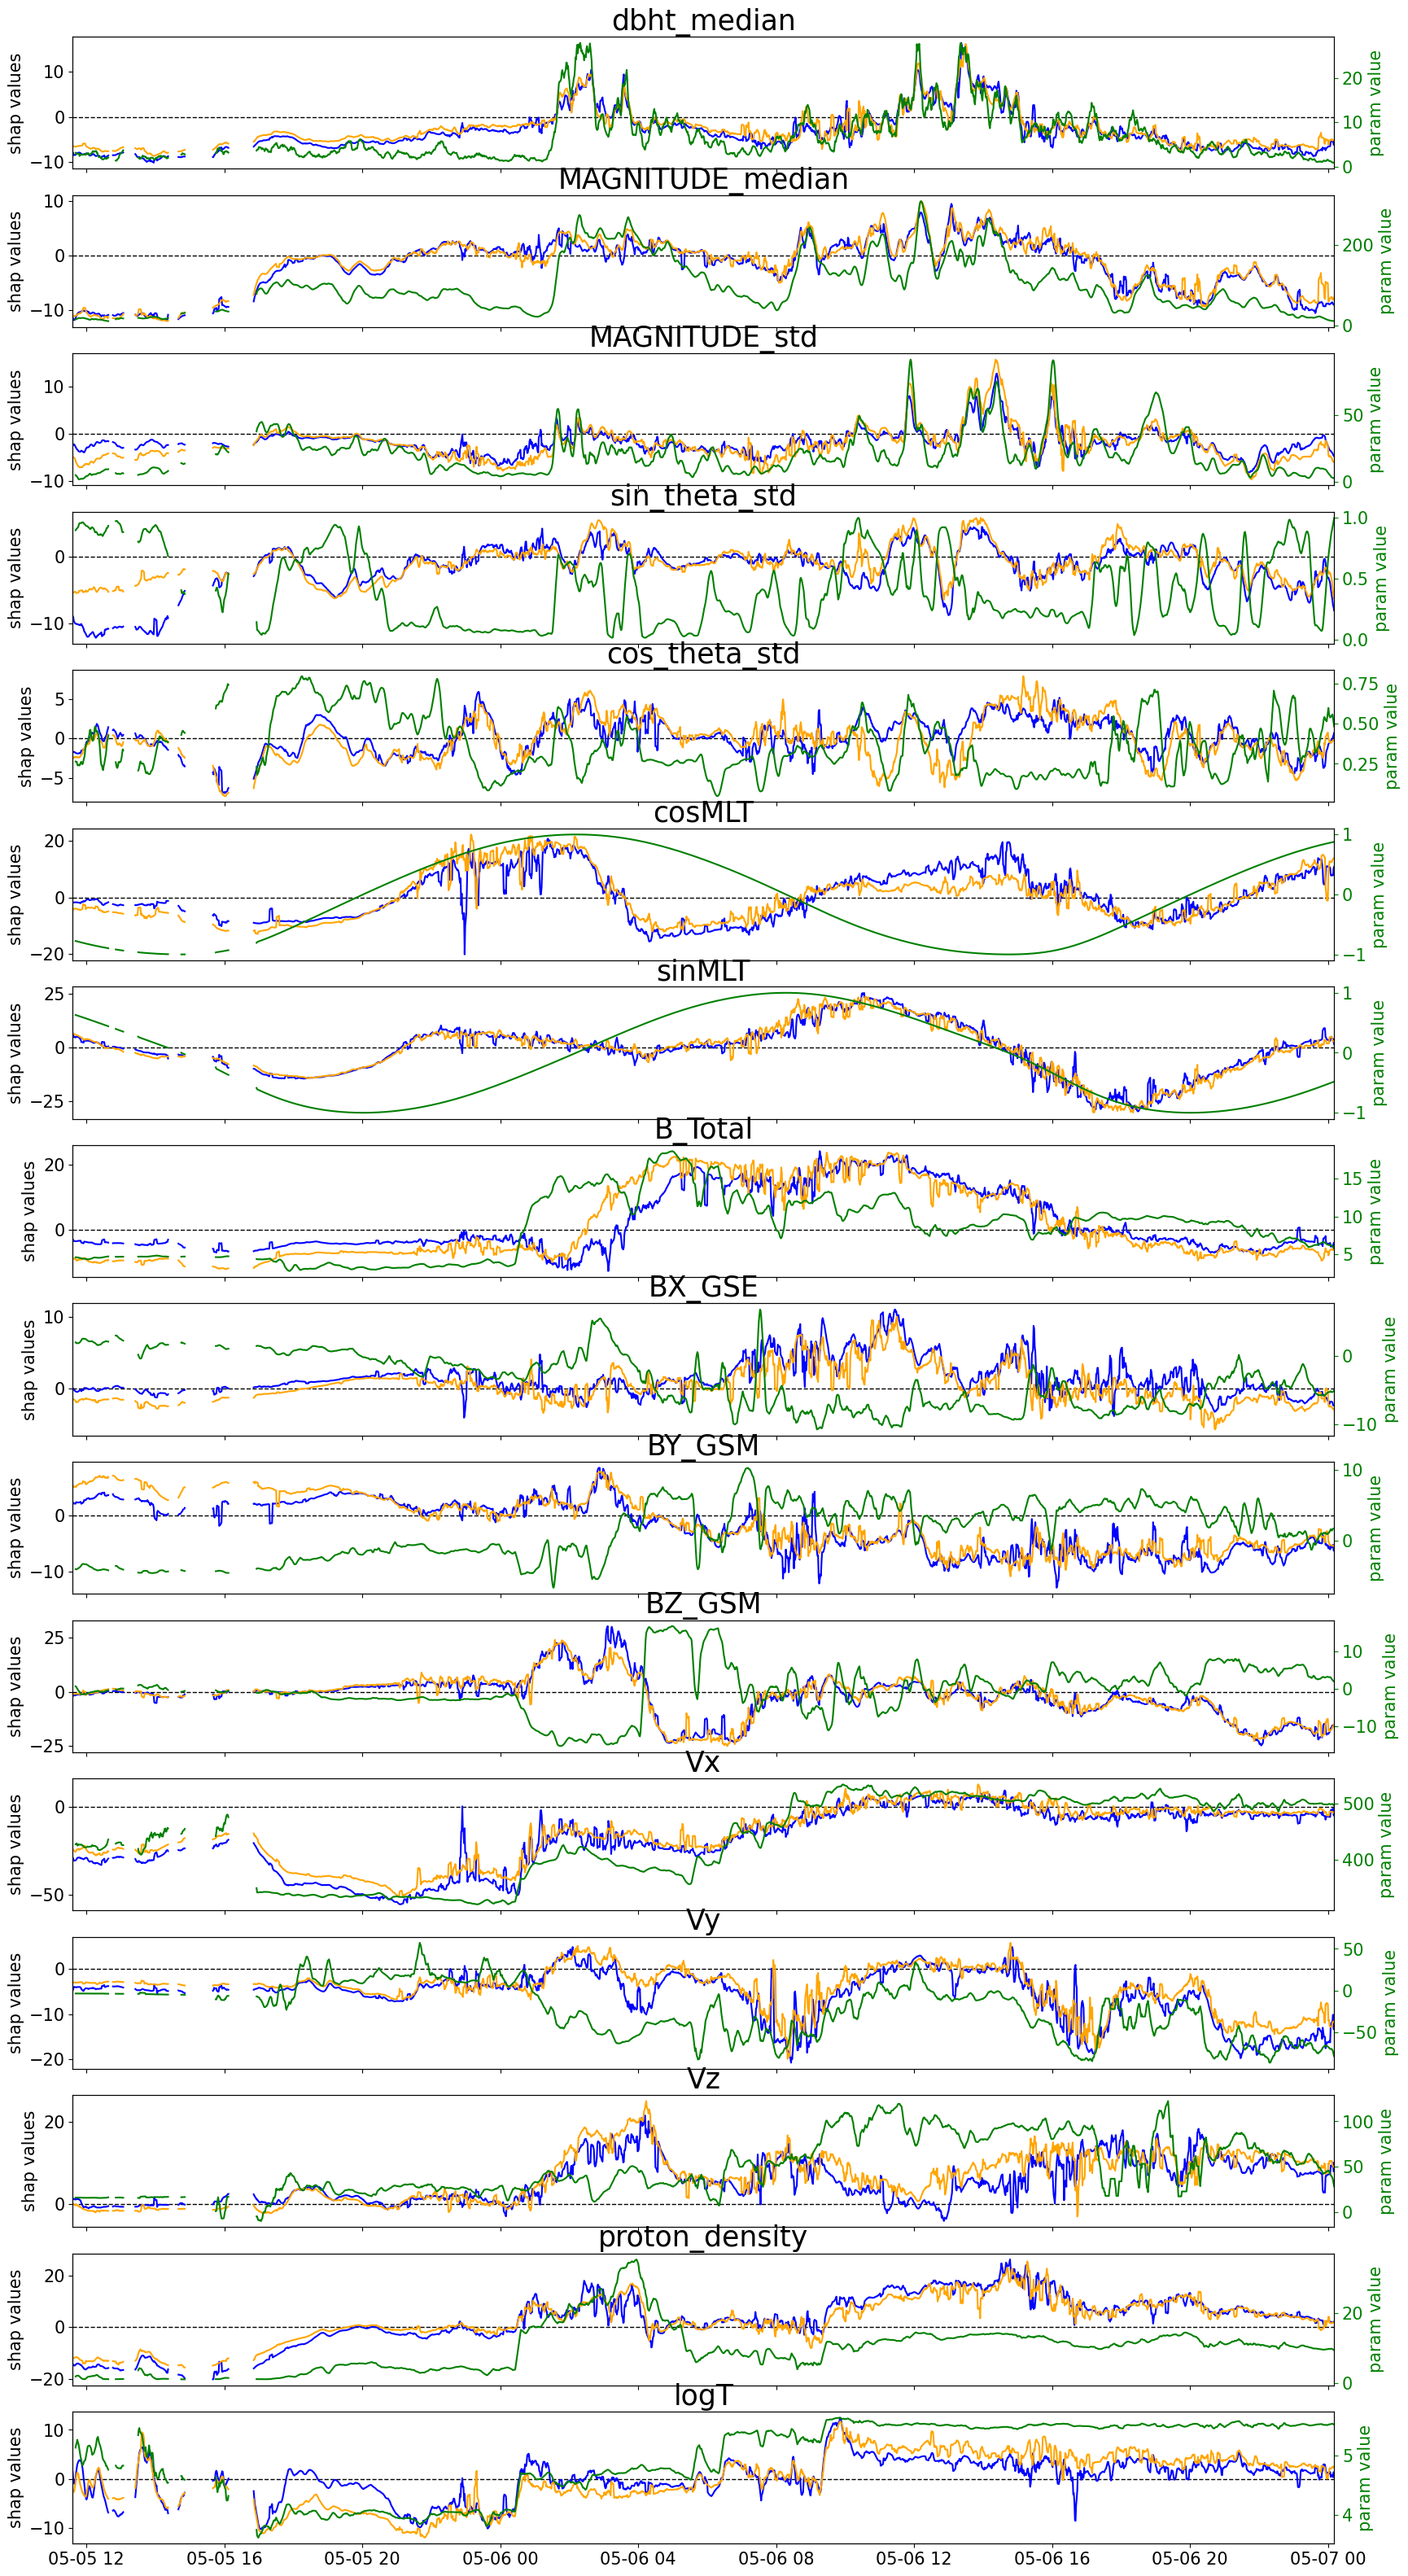 dbht_median
shap values
10
0
−10
20
10
0
param value
MAGNITUDE_median
shap values
10
0
−10
200
0
param value
MAGNITUDE_std
shap values
10
0
−10
50
0
param value
sin_theta_std
shap values
0
−10
1.0
0.5
0.0
param value
cos_theta_std
shap values
5
0
−5
0.75
0.50
0.25
param value
cosMLT
shap values
20
0
−20
1
0
−1
param value
sinMLT
shap values
25
0
−25
1
0
−1
param value
B_Total
shap values
20
0
15
10
5
param value
BX_GSE
shap values
10
0
0
−10
param value
BY_GSM
shap values
0
−10
10
0
param value
BZ_GSM
shap values
25
0
−25
10
0
−10
param value
Vx
shap values
0
−50
500
400
param value
Vy
shap values
0
−10
−20
50
0
−50
param value
Vz
shap values
20
0
100
50
0
param value
proton_density
shap values
20
0
−20
20
0
param value
logT
shap values
10
0
−10
5
4
param value
05-05 12 05-05 16 05-05 20 05-06 00 05-06 04 05-06 08 05-06 12 05-06 16 05-06 20 05-07 00